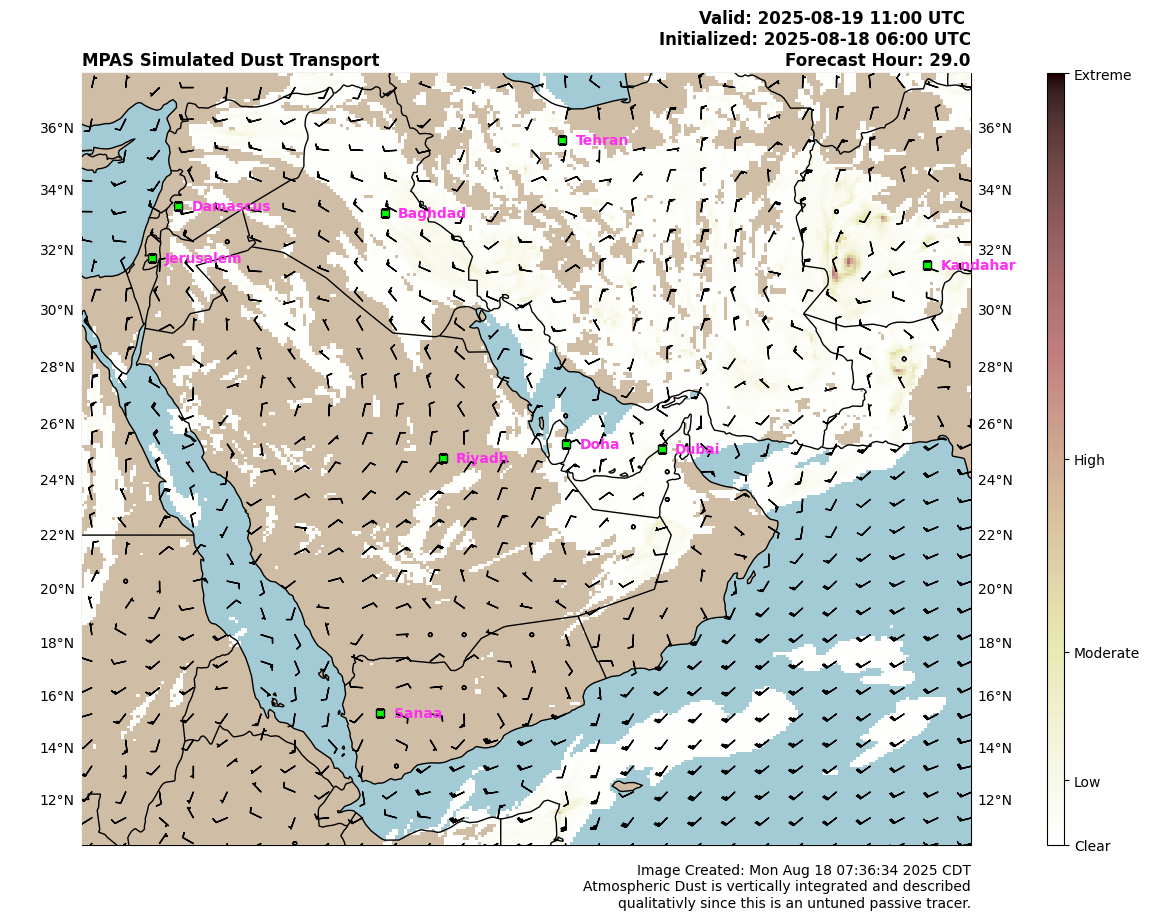 Valid: 2025-08-19 11:00 UTC
Initialized: 2025-08-18 06:00 UTC
MPAS Simulated Dust Transport
Forecast Hour: 29.0
Extreme
High
Moderate
Low
Clear
36°N
34°N
32°N
30°N
28°N
26°N
24°N
22°N
20°N
18°N
16°N
14°N
12°N
36°N
34°N
32°N
30°N
28°N
26°N
24°N
22°N
20°N
18°N
16°N
14°N
12°N
Tehran
Damascus
Baghdad
Jerusalem
Kandahar
Doha
Dubai
Riyadh
Sanaa
Image Created: Mon Aug 18 07:36:34 2025 CDT
Atmospheric Dust is vertically integrated and described
qualitativly since this is an untuned passive tracer.